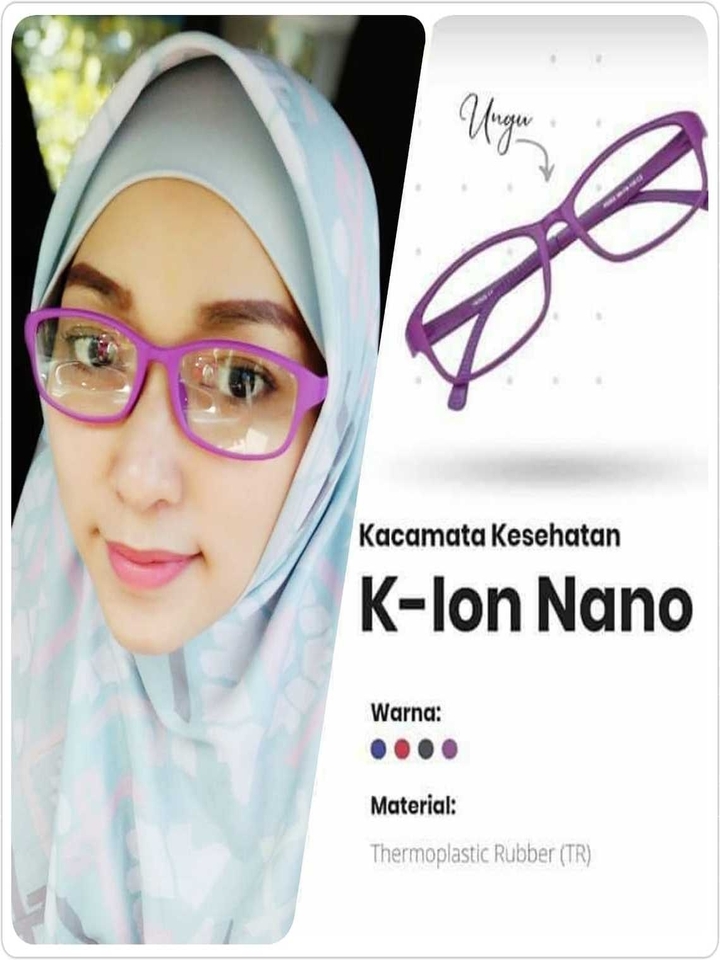 Ungu
Kacamata Kesehatan
K-Ion Nano
Warna:
Material:
Thermoplastic Rubber (TR)